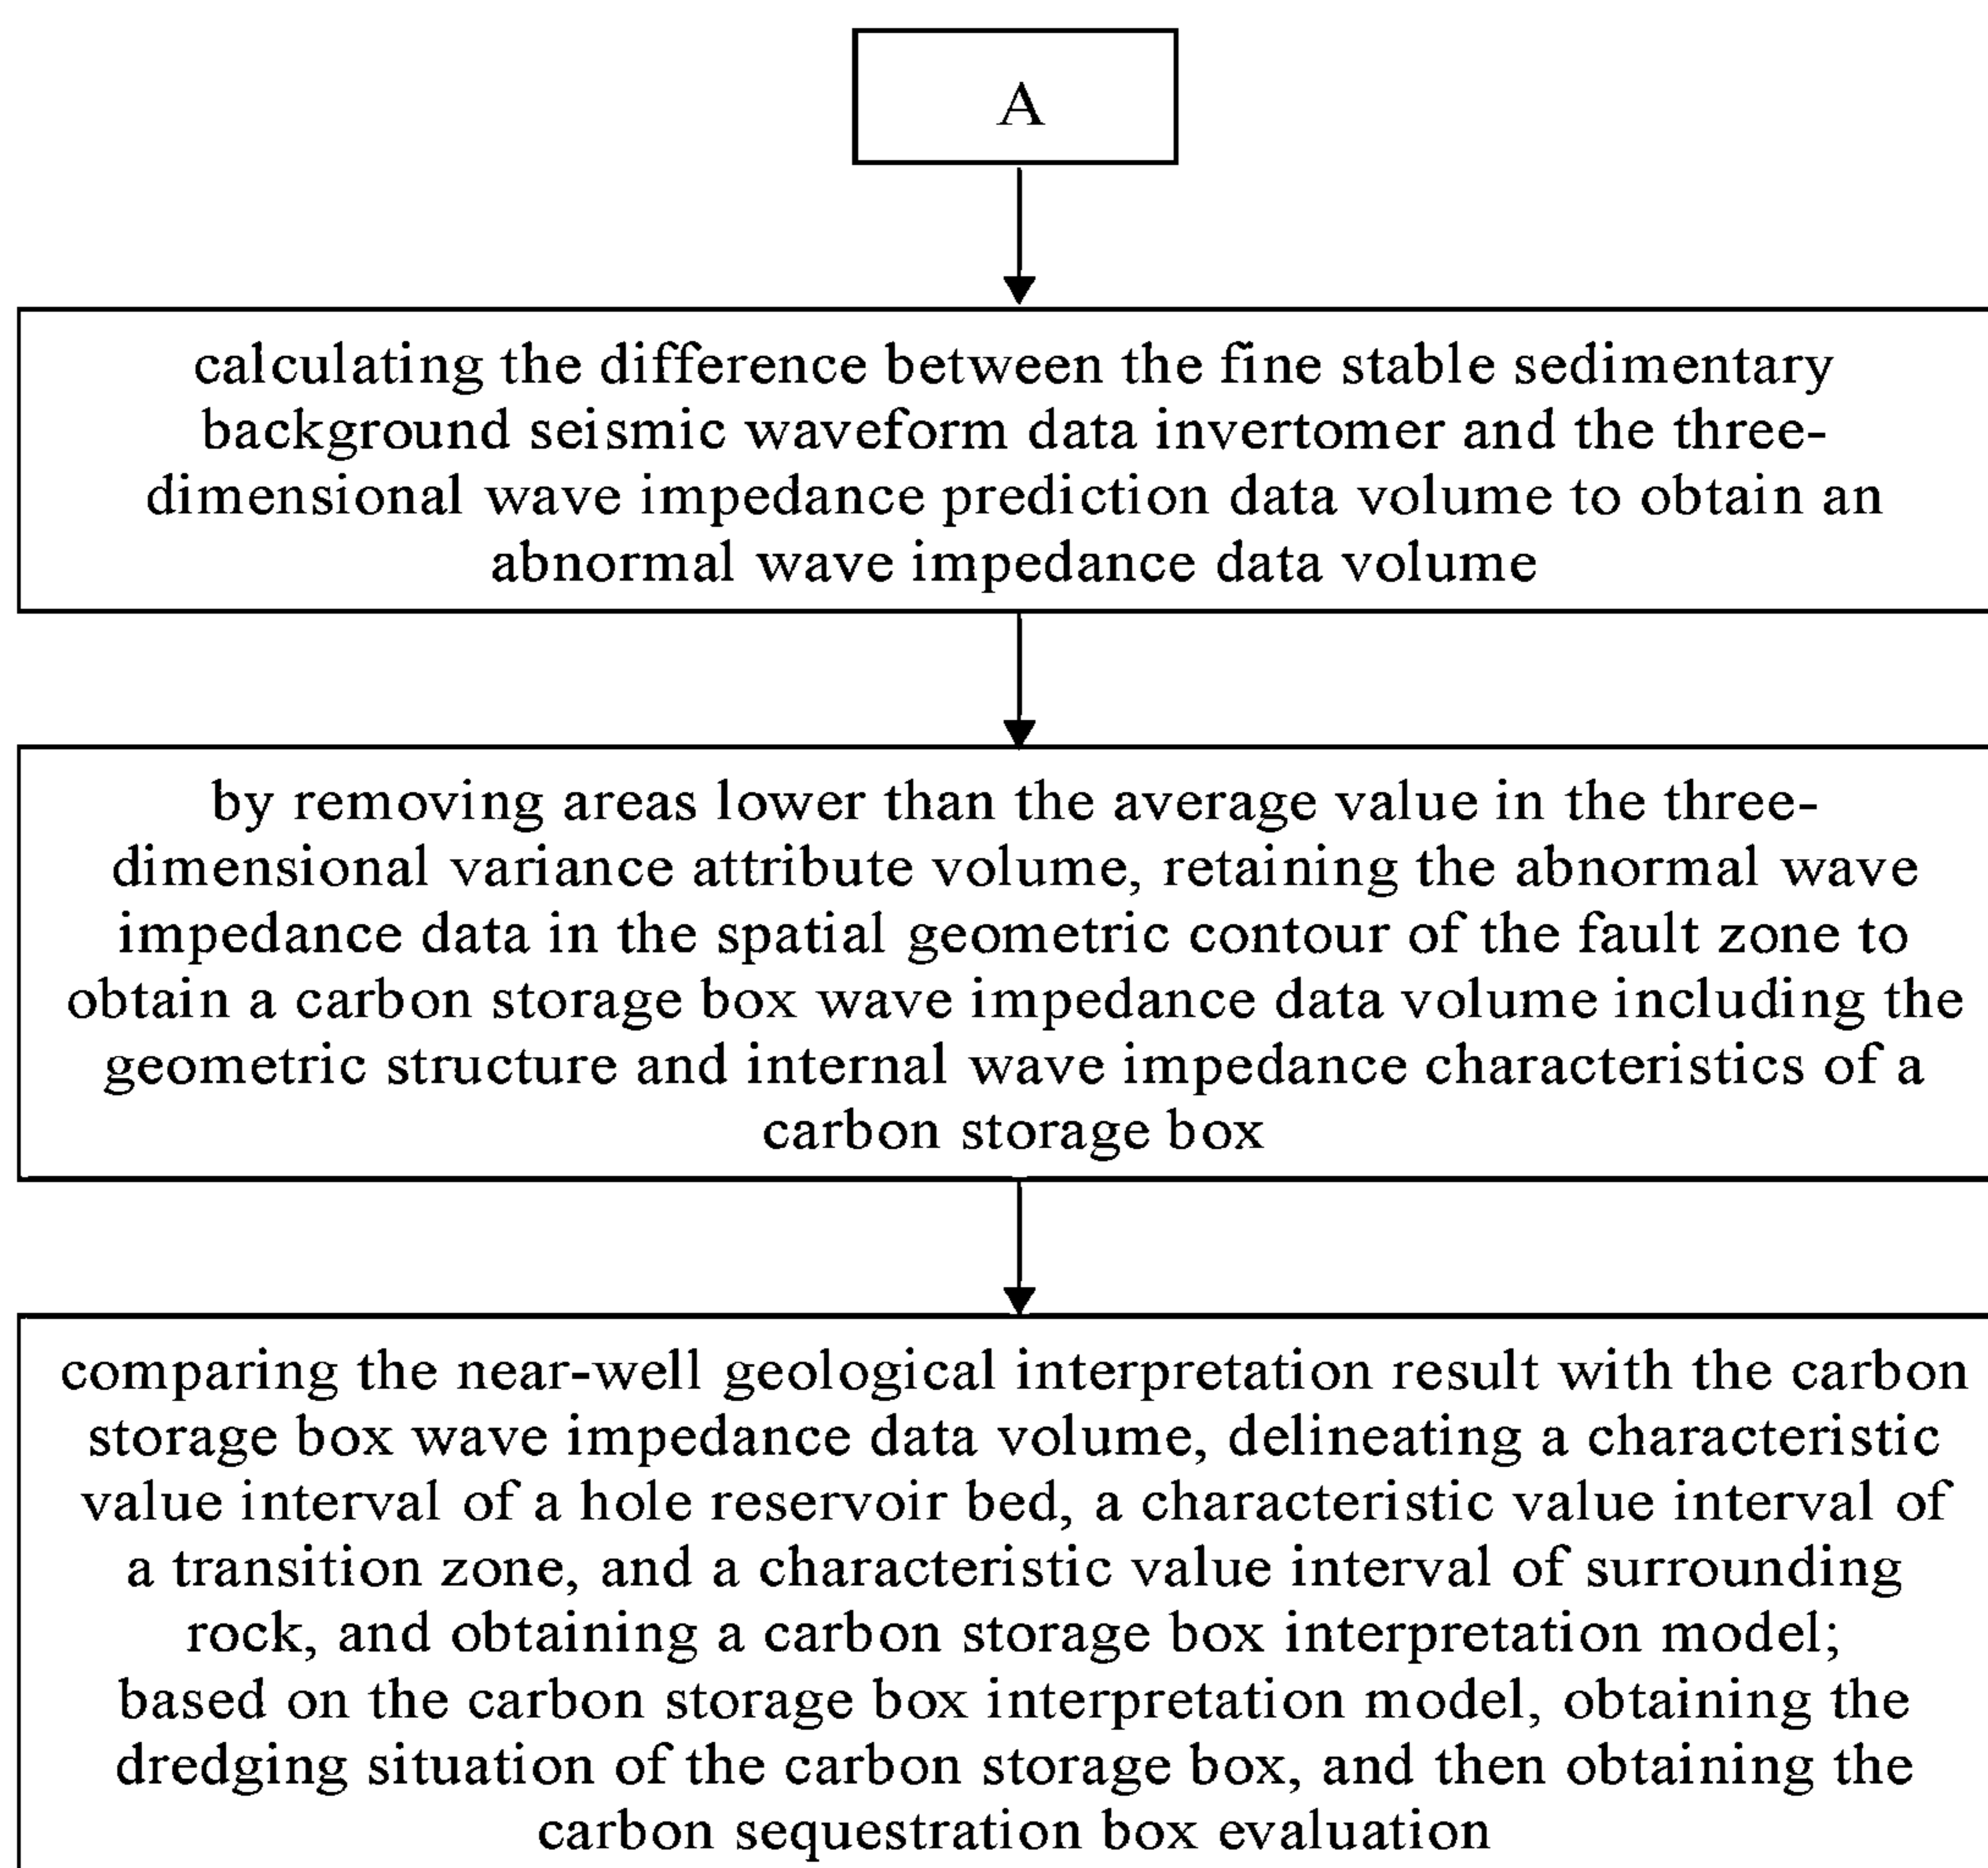 A
calculating the difference between the fine stable sedimentary
background seismic waveform data invertomer and the three-
dimensional wave impedance prediction data volume to obtain an
abnormal wave impedance data volume
by removing areas lower than the average value in the three-
dimensional variance attribute volume, retaining the abnormal wave
impedance data in the spatial geometric contour of the fault zone to
obtain a carbon storage box wave impedance data volume including the
geometric structure and internal wave impedance characteristics of a
carbon storage box
comparing the near-well geological interpretation result with the carbon
storage box wave impedance data volume, delineating a characteristic
value interval of a hole reservoir bed, a characteristic value interval of
a transition zone, and a characteristic value interval of surrounding
rock, and obtaining a carbon storage box interpretation model;
based on the carbon storage box interpretation model, obtaining the
dredging situation of the carbon storage box, and then obtaining the
carbon sequestration box evaluation